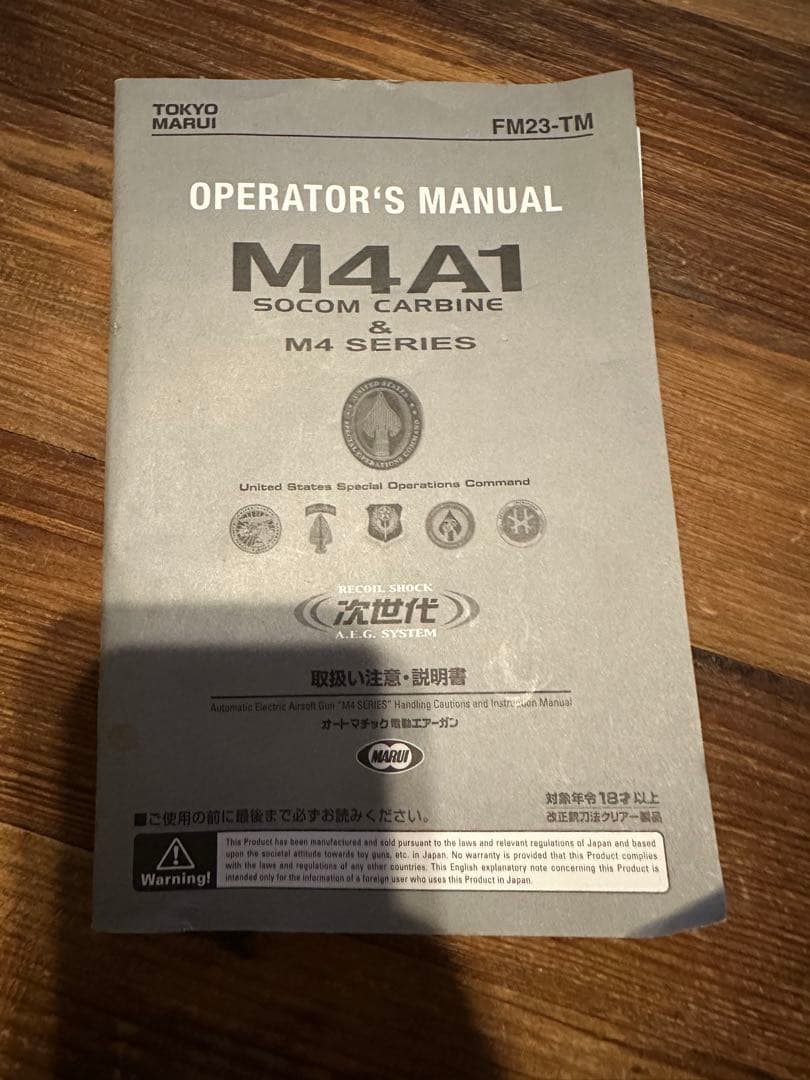 TOKYO
MARUI
FM23-TM
OPERATOR'S MANUAL
M4A1
SOCOM CARBINE
&
M4 SERIES
UNITED STATES
SPECIAL OPERATIONS COMMAND
United States Special Operations Command
RECOIL SHOCK
次世代
A.E.G. SYSTEM
取扱い注意・説明書
Automatic Electric Airsoft Gun "M4 SERIES" Handling Cautions and Instruction Manual
オートマチック電動エアーガン
MARUI
対象年令18才以上
改正銃刀法クリアー製品
■ご使用の前に最後まで必ずお読みください。
Warning!
This Product has been manufactured and sold pursuant to the laws and relevant regulations of Japan and based
upon the societal attitude towards toy guns, etc. in Japan. No warranty is provided that this Product complies
with the laws and regulations of any other countries. This English explanatory note concerning this Product is
intended only for the information of a foreign user who uses this Product in Japan.